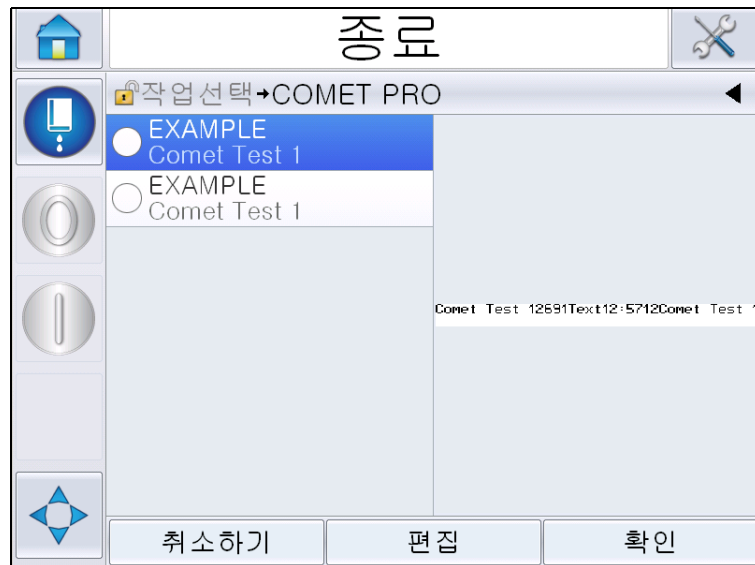 종료
작업선택→COMET PRO
EXAMPLE
Comet Test 1
EXAMPLE
Comet Test 1
Comet Test 12691Text12:5712Comet Test
취소하기
편집
확인